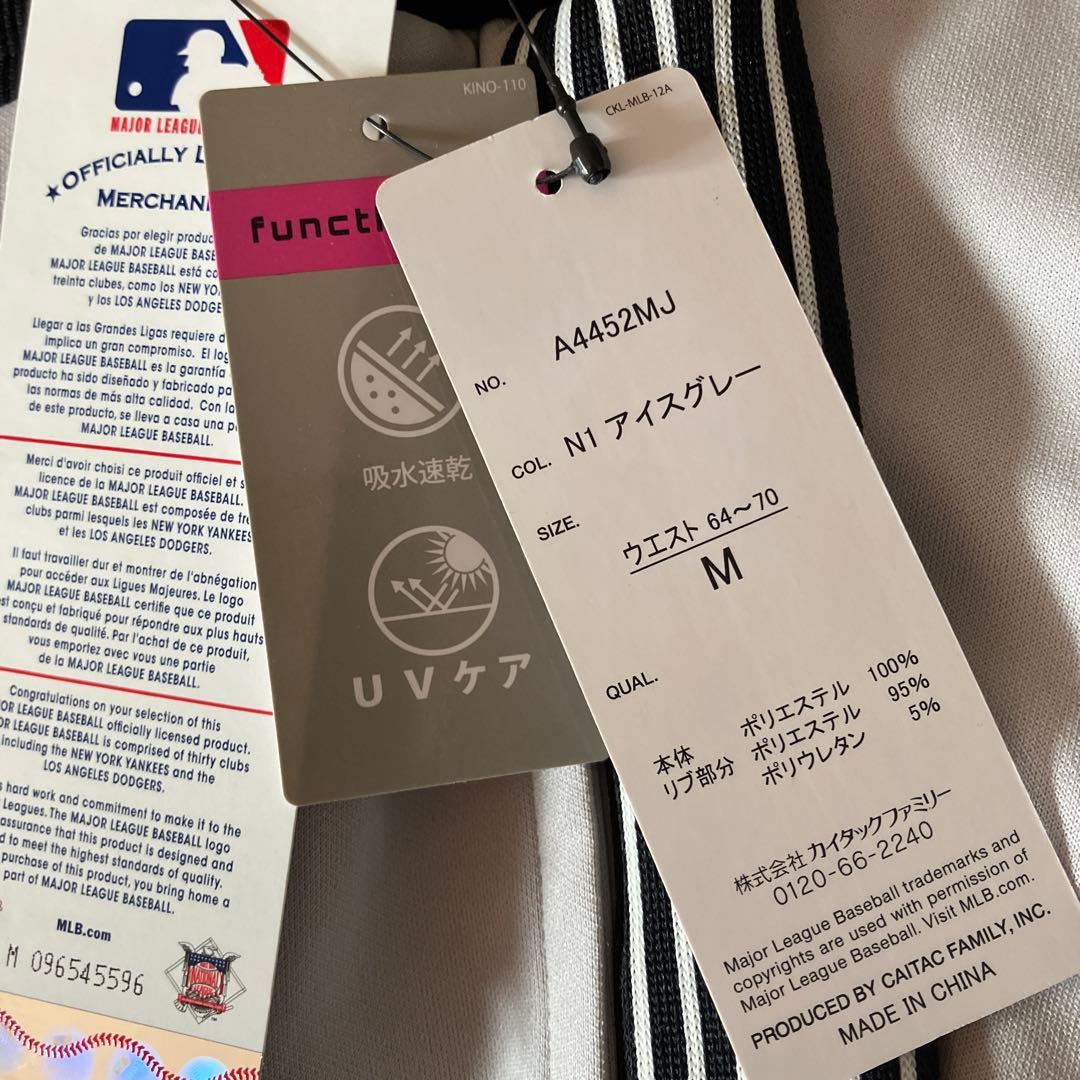 MAJOR
OFFICIALLY
Gracias por elegir
de MAJOR LEAGUE
MAJOR LEAGUE BASEBALL está
treinta clubes, como los NEW
y los LOS ANGELES
Llegar a las Grandes Ligas requiere
implica un gran compromiso. El
MAJOR LEAGUE BASEBALL es la garantía
producto ha sido diseñado y fabricado
las normas de más alta calidad. Con
de este producto, se lleva a casa una
MAJOR LEAGUE BASEBALL.
Merci d'avoir choisi ce produit officiel et
licence de la MAJOR LEAGUE BASEBALL.
MAJOR LEAGUE BASEBALL est composée de
clubs parmi lesquels les NEW YORK YANKEES
et les LOS ANGELES DODGERS.
Il faut travailler dur et montrer de l'abnégation
pour accéder aux Ligues Majeures. Le logo
MAJOR LEAGUE BASEBALL certifie que ce produit
conçu et fabriqué pour répondre aux plus hauts
standards de qualité. Par l'achat de ce produit,
vous emportez avec vous une partie
de la MAJOR LEAGUE BASEBALL.
Congratulations on your selection of this
LEAGUE BASEBALL officially licensed product.
LEAGUE BASEBALL is comprised of thirty clubs
including the NEW YORK YANKEES and the
LOS ANGELES DODGERS.
hard work and commitment to make it to the
Leagues. The MAJOR LEAGUE BASEBALL logo
assurance that this product is designed and
to meet the highest standards of quality.
purchase of this product, you bring home a
part of MAJOR LEAGUE BASEBALL.
MLB.com
M 096545596
NATIONAL
KINO-110
吸水速乾
UVケア
CKL-MLB-12A
NO. A4452MJ
COL. N1 アイスグレー
SIZE. ウエスト 64～70
M
QUAL.
本体 ポリエステル 100%
リブ部分 ポリエステル 95%
ポリウレタン 5%
株式会社カイタックファミリー
0120-66-2240
Major League Baseball trademarks and
copyrights are used with permission of
Major League Baseball. Visit MLB.com.
PRODUCED BY CAITAC FAMILY, INC.
MADE IN CHINA